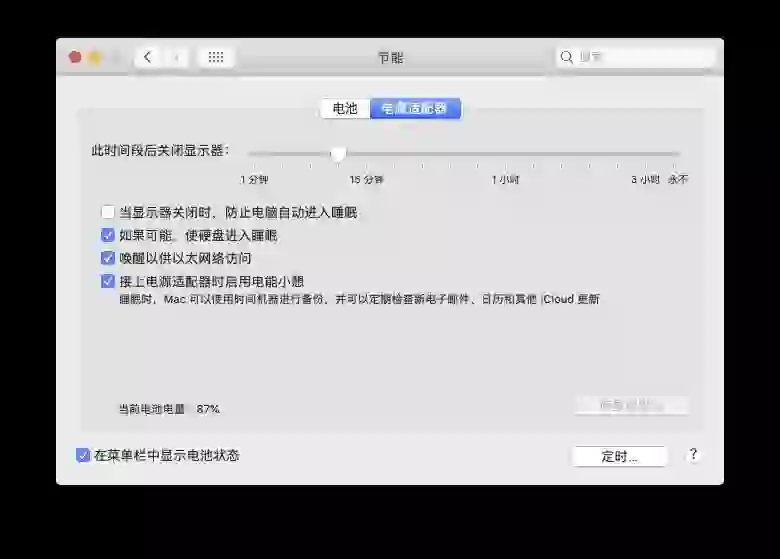 节能
搜索
电池 电源适配器
此时间段后关闭显示器：
1 分钟 15 分钟 1 小时 3 小时 永不
当显示器关闭时，防止电脑自动进入睡眠
如果可能，使硬盘进入睡眠
唤醒以供以太网络访问
接上电源适配器时启用电能小憩
睡眠时，Mac 可以使用时间机器进行备份，并可以定期检查新电子邮件、日历和其他 iCloud 更新
当前电池电量：87%
在菜单栏中显示电池状态
定时...
?